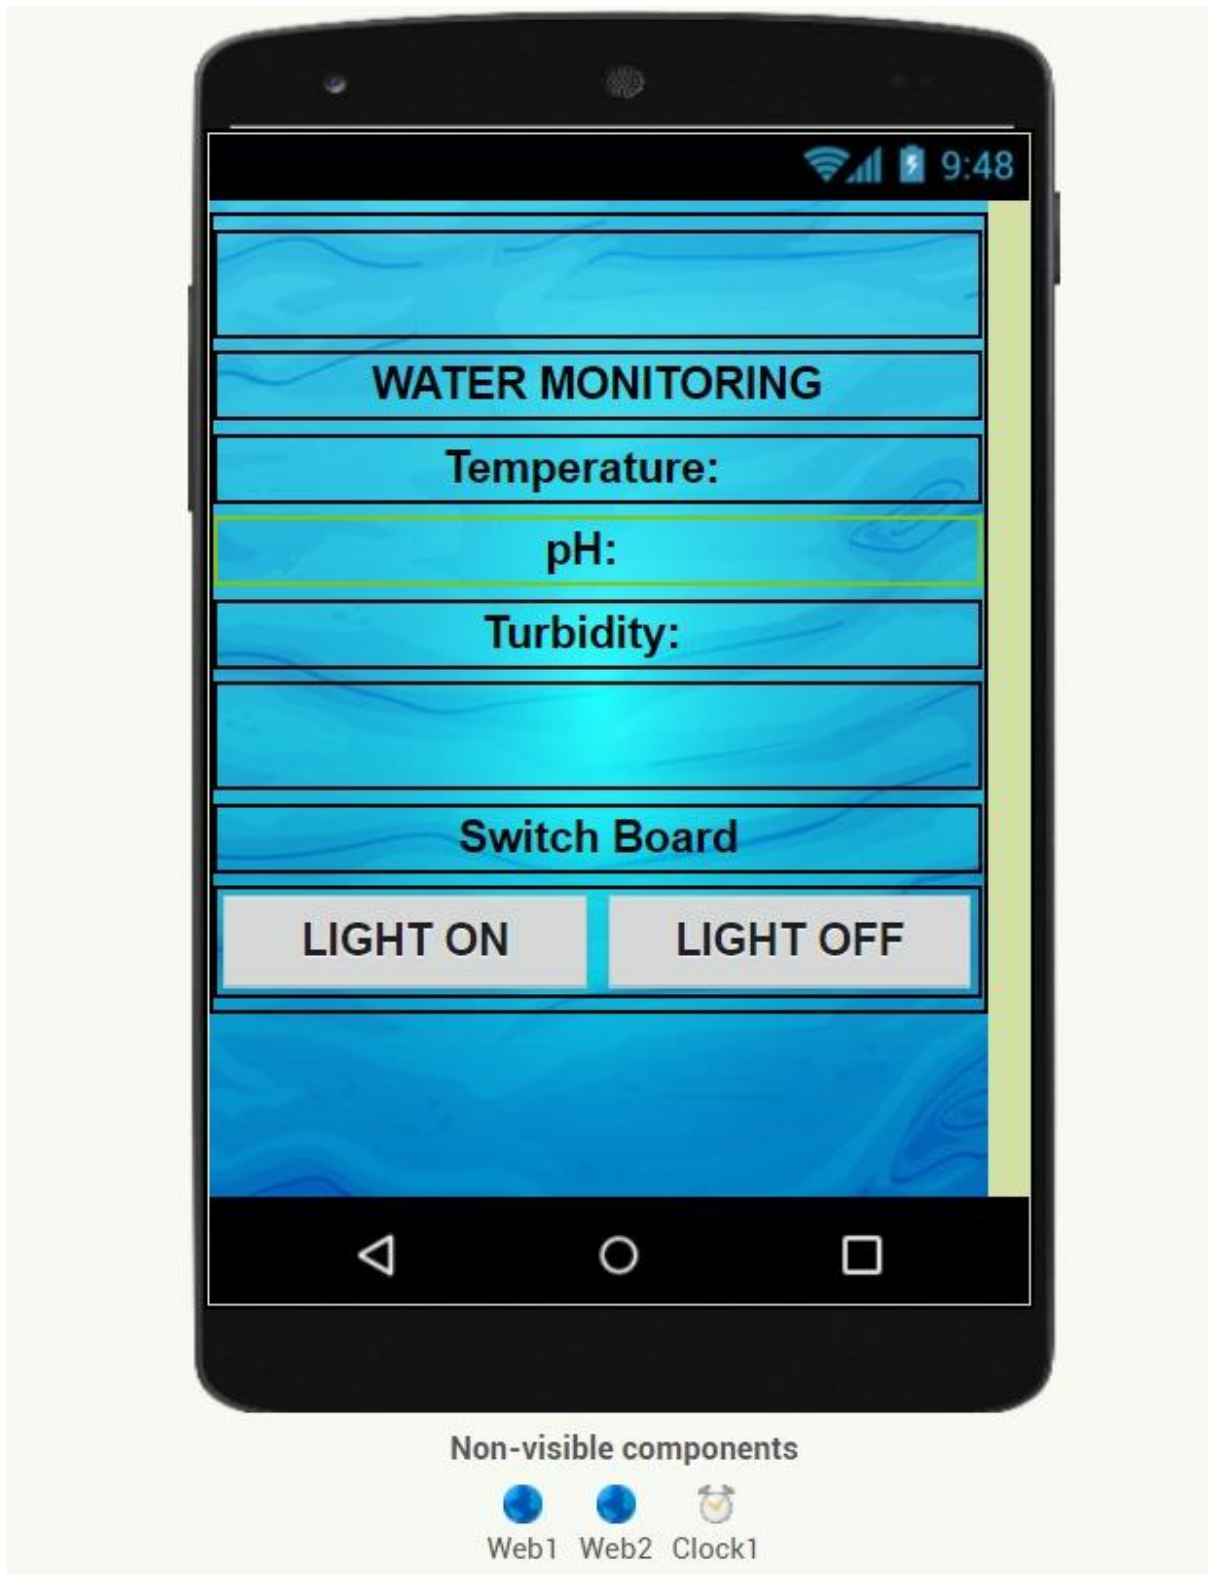 9:48
WATER MONITORING
Temperature:
pH:
Turbidity:
Switch Board
LIGHT ON LIGHT OFF
Non-visible components
Web1 Web2 Clock1